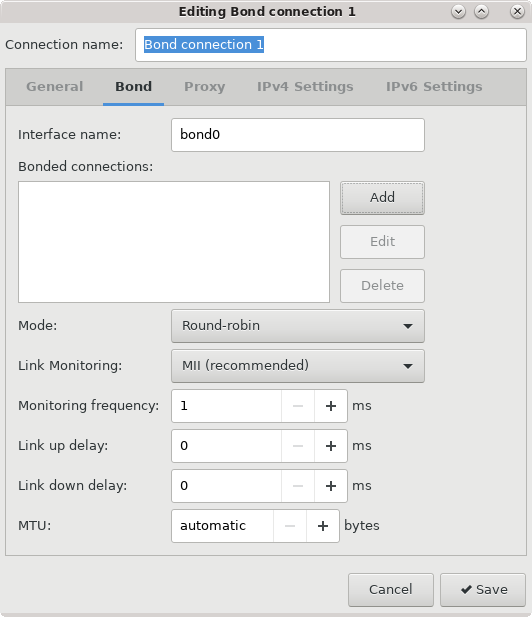 Editing Bond connection 1
Connection name: Bond connection 1
General Bond Proxy IPv4 Settings IPv6 Settings
Interface name: bond0
Bonded connections:
Add
Edit
Delete
Mode: Round-robin
Link Monitoring: MII (recommended)
Monitoring frequency: 1 − + ms
Link up delay: 0 − + ms
Link down delay: 0 − + ms
MTU: automatic − + bytes
Cancel Save